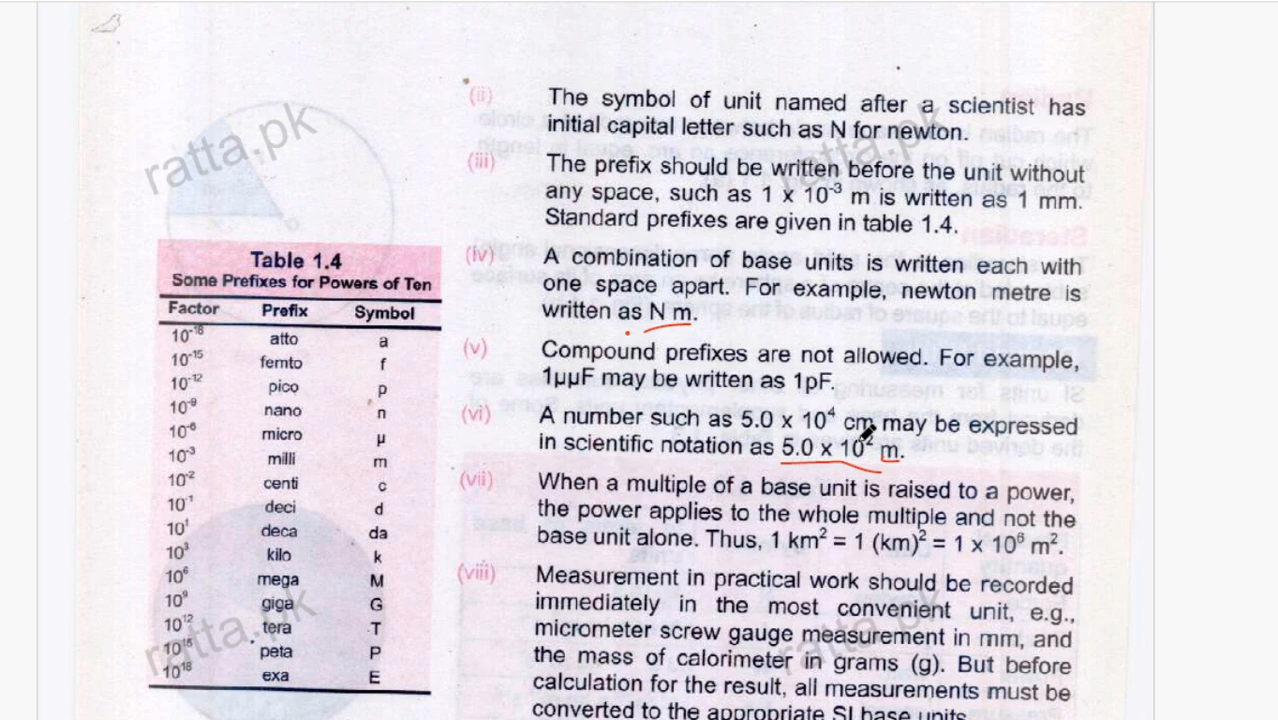 (ii) The symbol of unit named after a scientist has
initial capital letter such as N for newton.
(iii) The prefix should be written before the unit without
any space, such as 1 x 10⁻³ m is written as 1 mm.
Standard prefixes are given in table 1.4.
(iv) A combination of base units is written each with
one space apart. For example, newton metre is
written as N m.
(v) Compound prefixes are not allowed. For example,
1µµF may be written as 1pF.
(vi) A number such as 5.0 x 10⁴ cm may be expressed
in scientific notation as 5.0 x 10² m.
(vii) When a multiple of a base unit is raised to a power,
the power applies to the whole multiple and not the
base unit alone. Thus, 1 km² = 1 (km)² = 1 x 10⁶ m².
(viii) Measurement in practical work should be recorded
immediately in the most convenient unit, e.g.,
micrometer screw gauge measurement in mm, and
the mass of calorimeter in grams (g). But before
calculation for the result, all measurements must be
converted to the appropriate SI base units.
Table 1.4
Some Prefixes for Powers of Ten
Factor Prefix Symbol
10⁻¹⁸ atto a
10⁻¹⁵ femto f
10⁻¹² pico p
10⁻⁹ nano n
10⁻⁶ micro µ
10⁻³ milli m
10⁻² centi c
10⁻¹ deci d
10¹ deca da
10³ kilo k
10⁶ mega M
10⁹ giga G
10¹² tera T
10¹⁵ peta P
10¹⁸ exa E
ratta.pk
ratta.pk
ratta.pk
ratta.pk